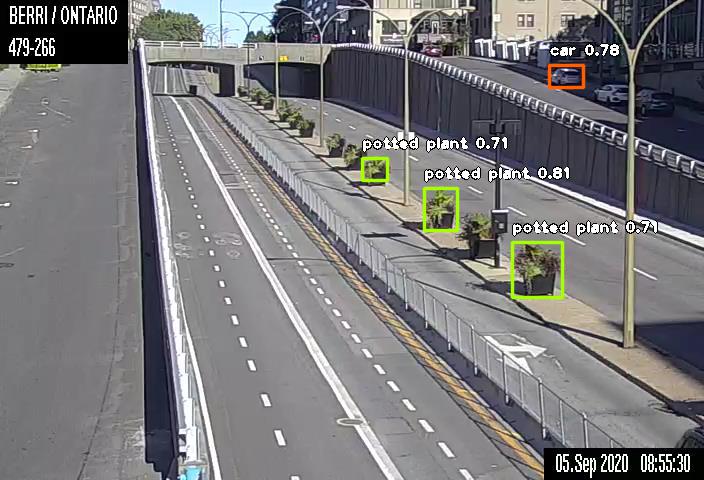 BERRI / ONTARIO
479-266
car 0.78
potted plant 0.71
potted plant 0.81
potted plant 0.71
05.Sep 2020 08:55:30